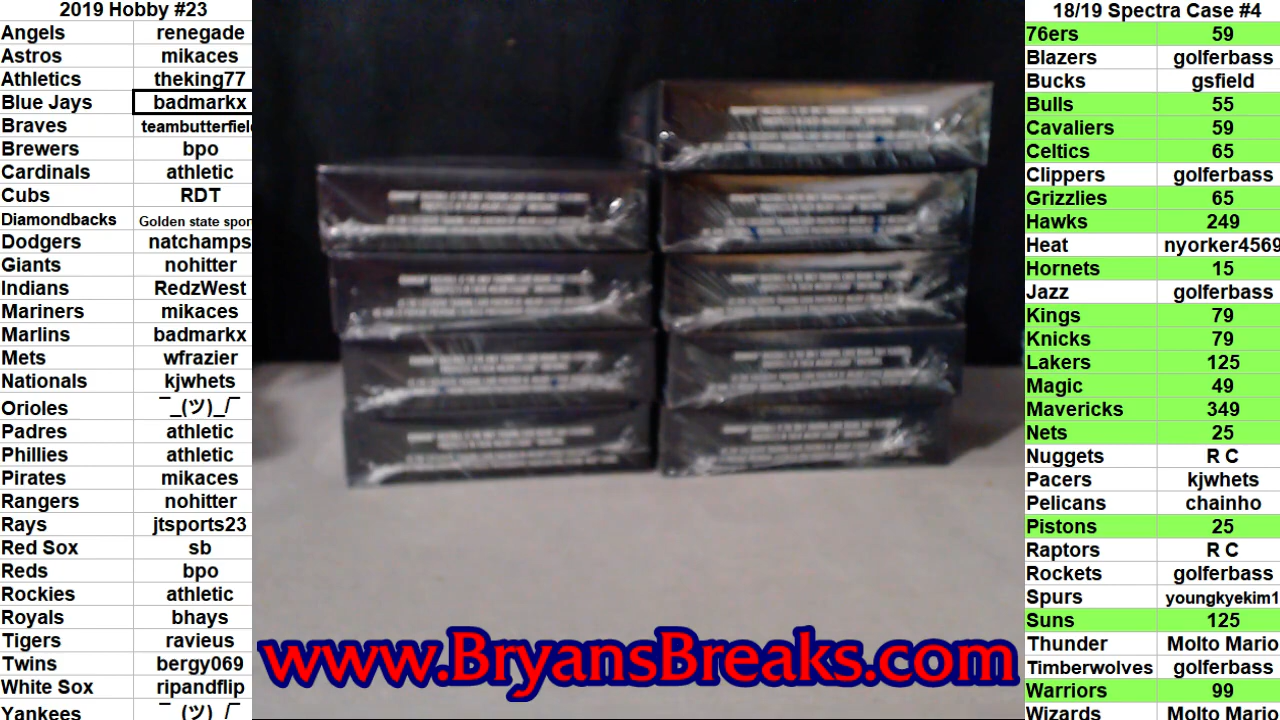 2019 Hobby #23
Angels renegade
Astros mikaces
Athletics theking77
Blue Jays badmarkx
Braves teambutterfiel
Brewers bpo
Cardinals athletic
Cubs RDT
Diamondbacks Golden state spor
Dodgers natchamps
Giants nohitter
Indians RedzWest
Mariners mikaces
Marlins badmarkx
Mets wfrazier
Nationals kjwhets
Orioles ¯_(ツ)_/¯
Padres athletic
Phillies athletic
Pirates mikaces
Rangers nohitter
Rays jtsports23
Red Sox sb
Reds bpo
Rockies athletic
Royals bhays
Tigers ravieus
Twins bergy069
White Sox ripandflip
Yankees ¯_(ツ)_/¯
www.BryansBreaks.com
18/19 Spectra Case #4
76ers 59
Blazers golferbass
Bucks gsfield
Bulls 55
Cavaliers 59
Celtics 65
Clippers golferbass
Grizzlies 65
Hawks 249
Heat nyorker4569
Hornets 15
Jazz golferbass
Kings 79
Knicks 79
Lakers 125
Magic 49
Mavericks 349
Nets 25
Nuggets R C
Pacers kjwhets
Pelicans chainho
Pistons 25
Raptors R C
Rockets golferbass
Spurs youngkyekim1
Suns 125
Thunder Molto Mario
Timberwolves golferbass
Warriors 99
Wizards Molto Mario